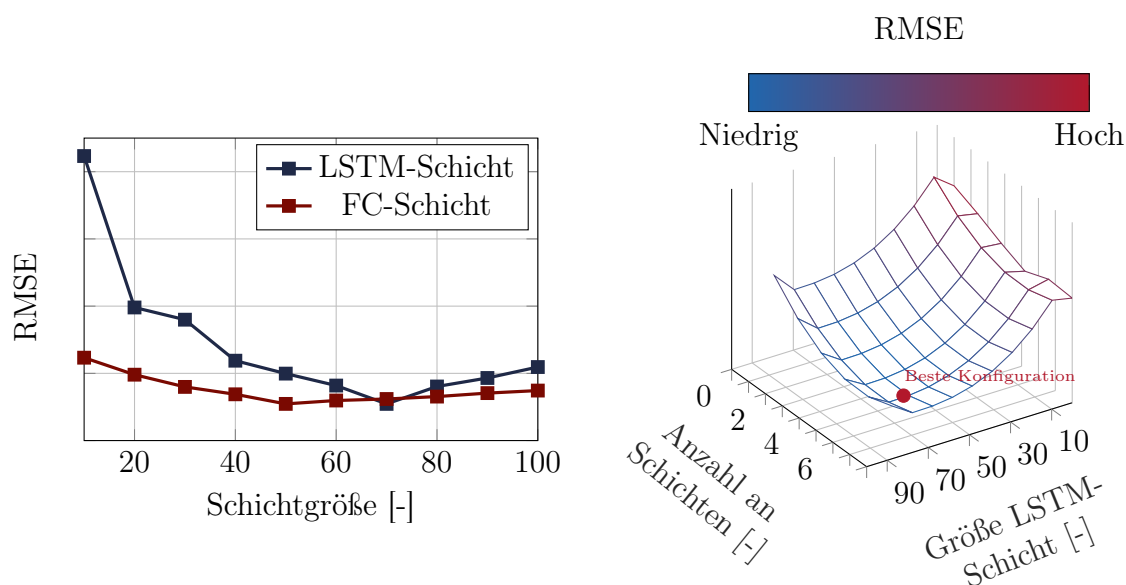 RMSE
LSTM-Schicht
FC-Schicht
20
40
60
80
100
Schichtgröße [-]
RMSE
Niedrig
Hoch
Beste Konfiguration
0
2
4
6
Anzahl an
Schichten [-]
90
70
50
30
10
Größe LSTM-
Schicht [-]